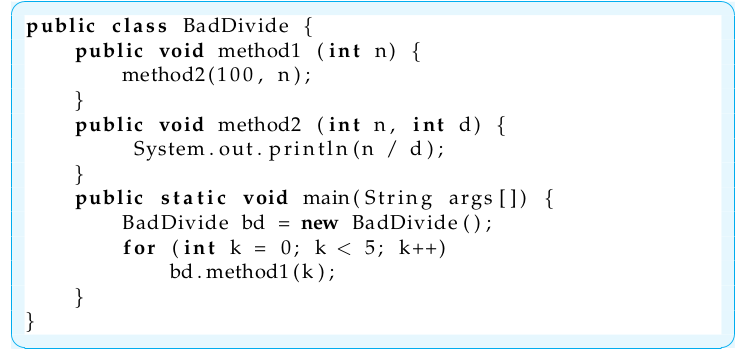 public class BadDivide {
    public void method1 (int n) {
        method2(100, n);
    }
    public void method2 (int n, int d) {
         System.out.println(n / d);
    }
    public static void main(String args[]) {
        BadDivide bd = new BadDivide();
        for (int k = 0; k < 5; k++)
            bd.method1(k);
    }
}